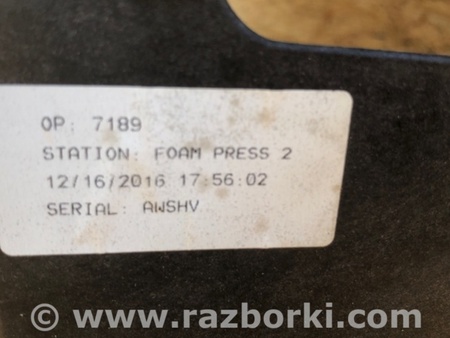 OP: 7189
STATION: FOAM PRESS 2
12/16/2016 17:56:02
SERIAL: AWSHV
© www.razborki.com